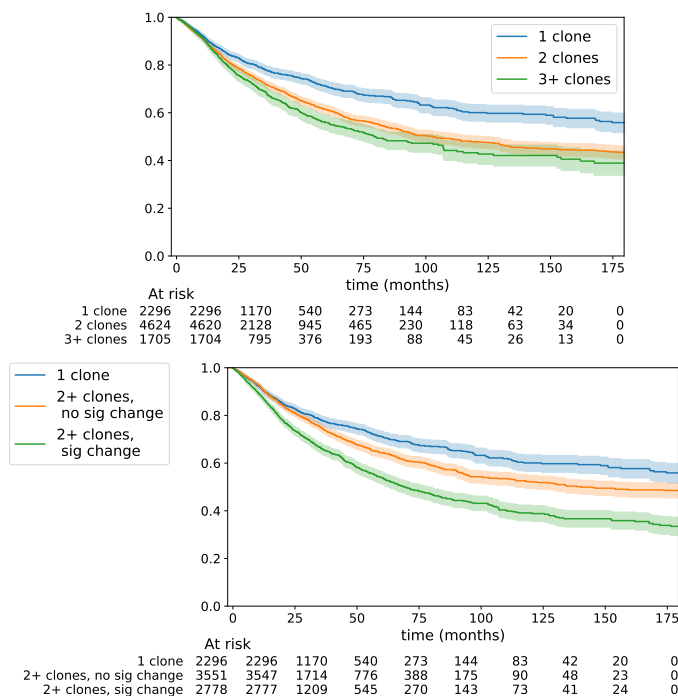 1.0
0.8
0.6
0.4
0.2
0.0
1 clone
2 clones
3+ clones
0 25 50 75 100 125 150 175
time (months)
At risk
1 clone 2296 2296 1170 540 273 144 83 42 20 0
2 clones 4624 4620 2128 945 465 230 118 63 34 0
3+ clones 1705 1704 795 376 193 88 45 26 13 0
1 clone
2+ clones,
no sig change
2+ clones,
sig change
1.0
0.8
0.6
0.4
0.2
0.0
0 25 50 75 100 125 150 175
time (months)
At risk
1 clone 2296 2296 1170 540 273 144 83 42 20 0
2+ clones, no sig change 3551 3547 1714 776 388 175 90 48 23 0
2+ clones, sig change 2778 2777 1209 545 270 143 73 41 24 0